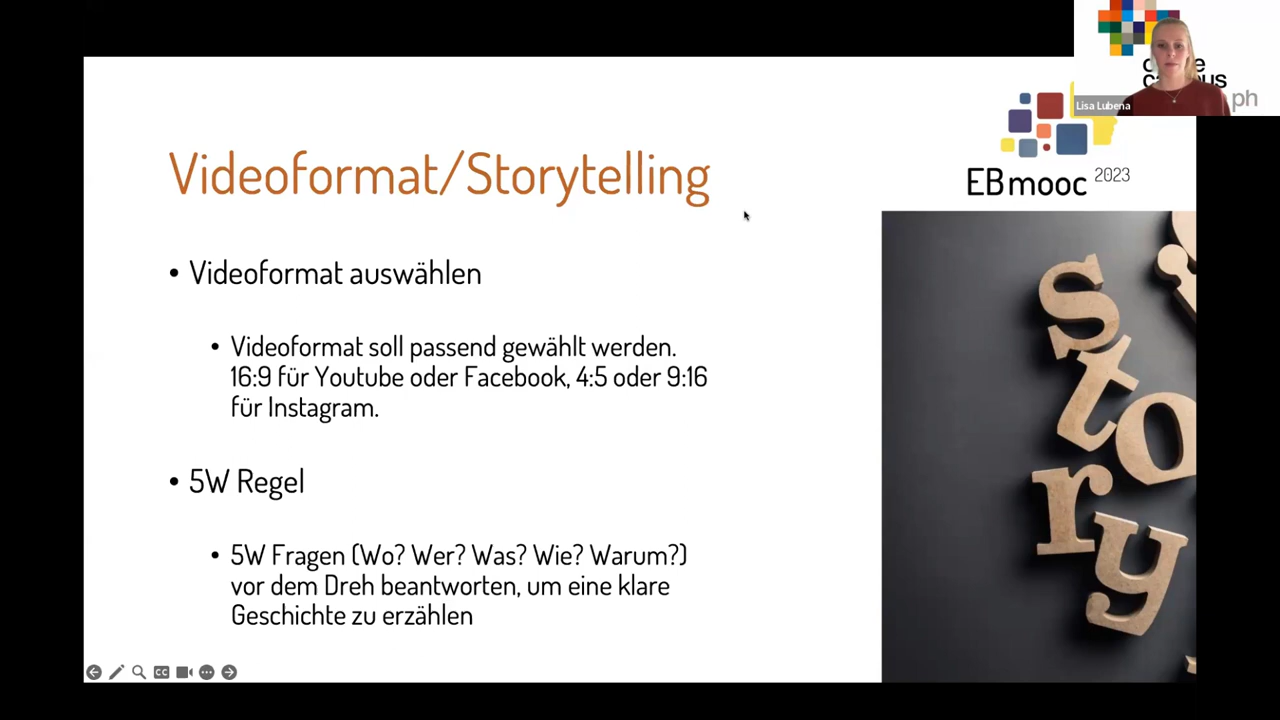 Videoformat/Storytelling
• Videoformat auswählen
• Videoformat soll passend gewählt werden.
16:9 für Youtube oder Facebook, 4:5 oder 9:16
für Instagram.
• 5W Regel
• 5W Fragen (Wo? Wer? Was? Wie? Warum?)
vor dem Dreh beantworten, um eine klare
Geschichte zu erzählen
Lisa Lubena
ph
EBmooc 2023
story
CC